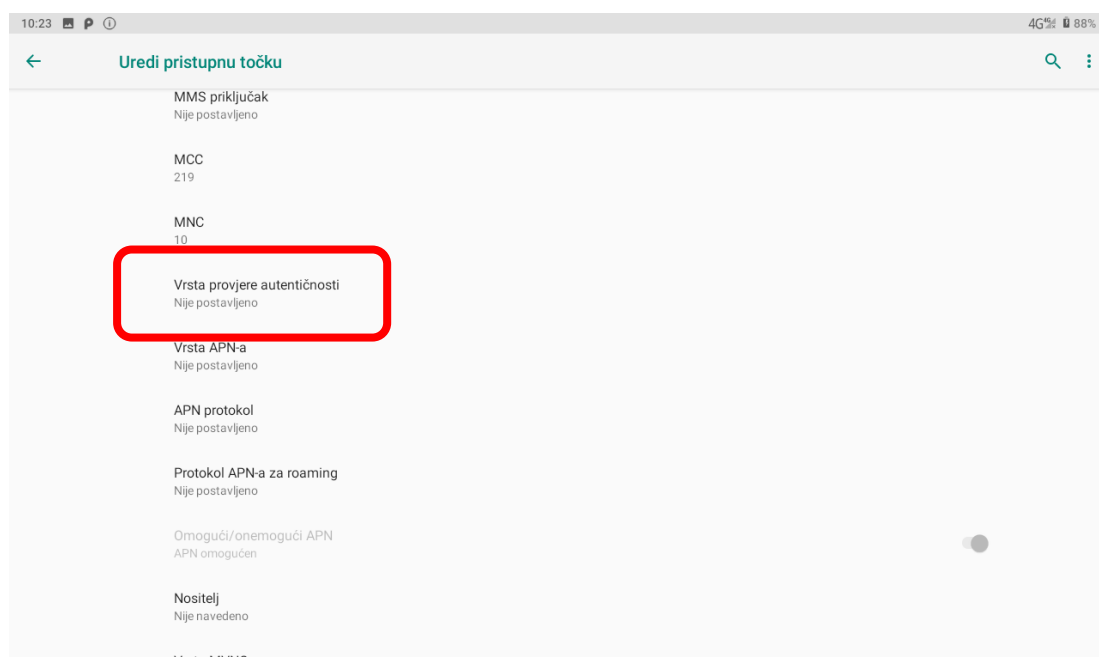 10:23 4G 88%
Uredi pristupnu točku
MMS priključak
Nije postavljeno
MCC
219
MNC
10
Vrsta provjere autentičnosti
Nije postavljeno
Vrsta APN-a
Nije postavljeno
APN protokol
Nije postavljeno
Protokol APN-a za roaming
Nije postavljeno
Omogući/onemogući APN
APN omogućen
Nositelj
Nije navedeno